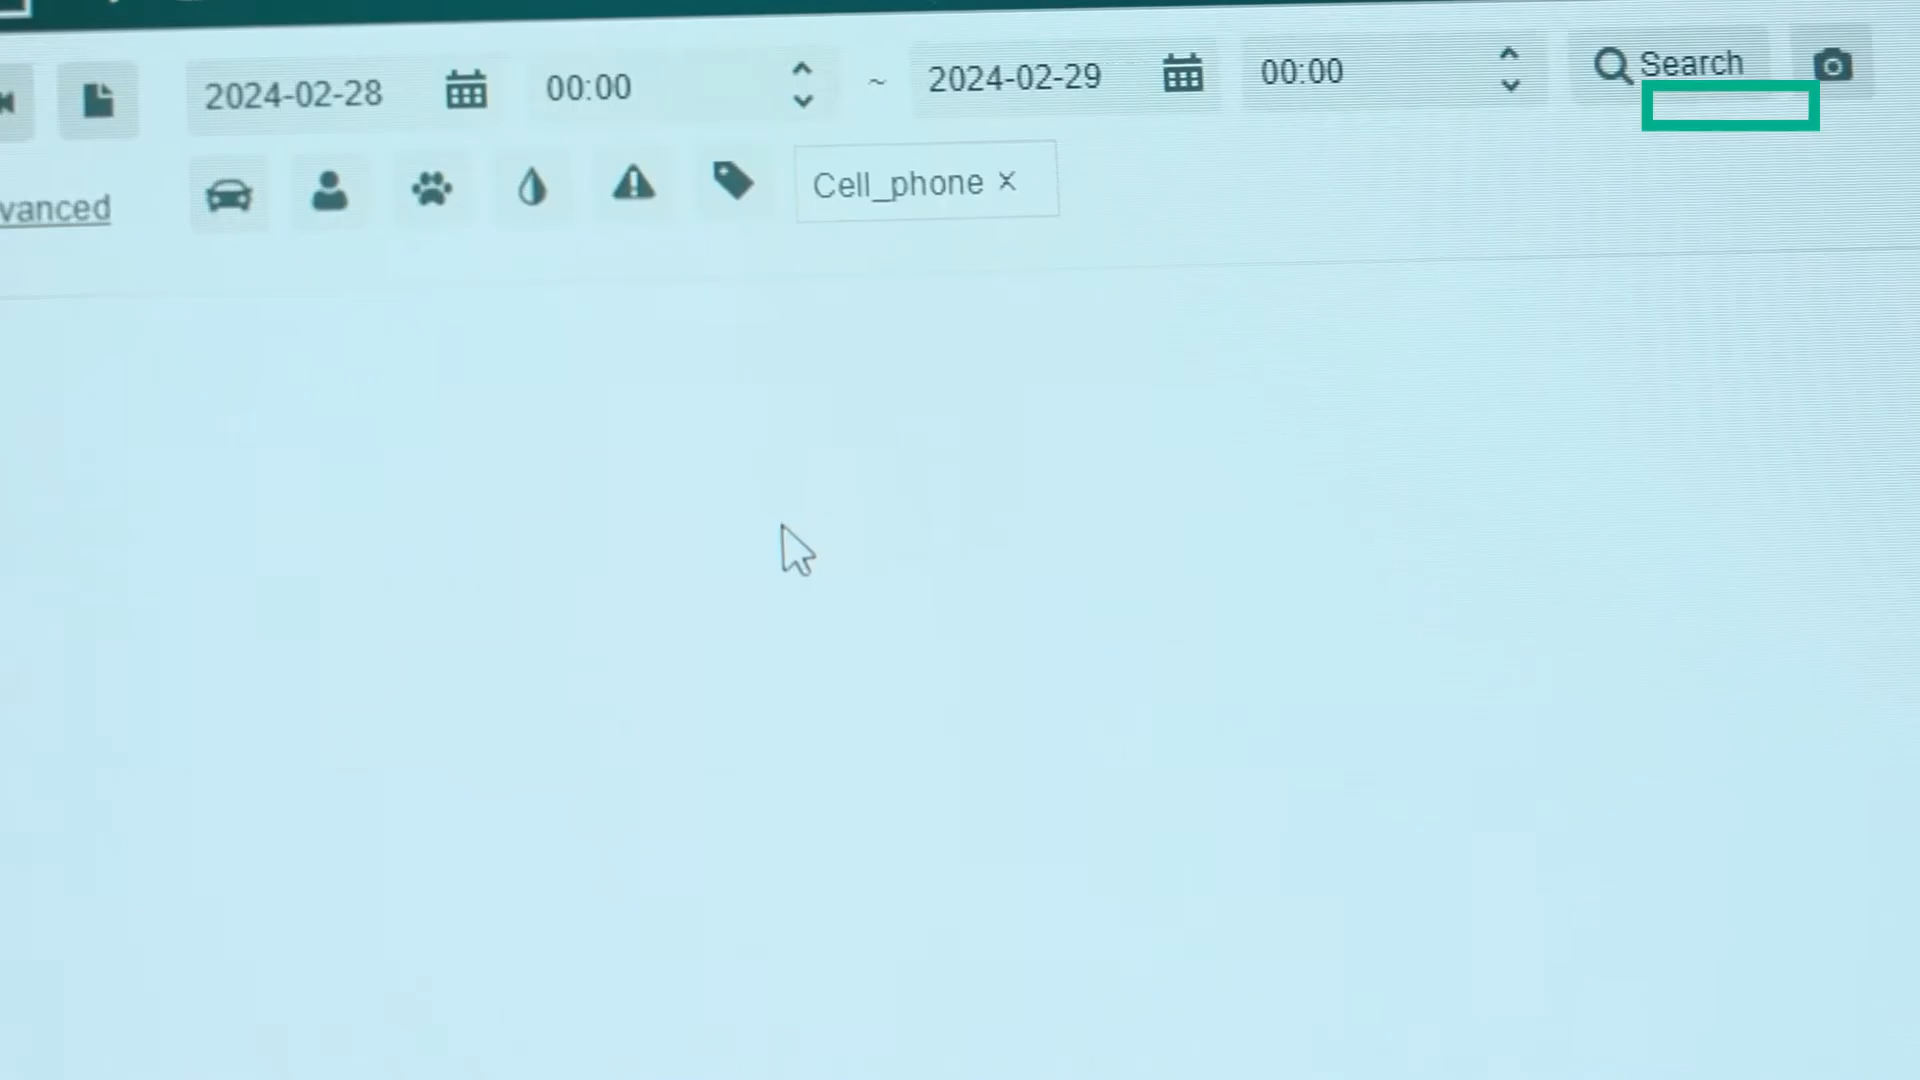 2024-02-28 00:00 ~ 2024-02-29 00:00 Search
vanced Cell_phone ×